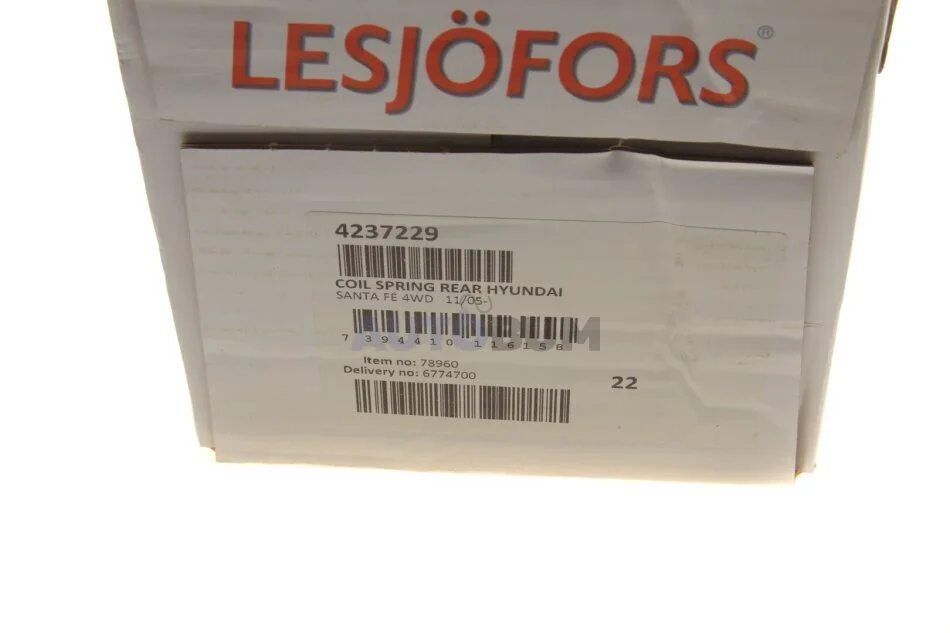 LESJÖFORS®
4237229
COIL SPRING REAR HYUNDAI
SANTA FE 4WD 11/05-
AUTOBUM
7 394410 116158
Item no: 78960
Delivery no: 6774700
22